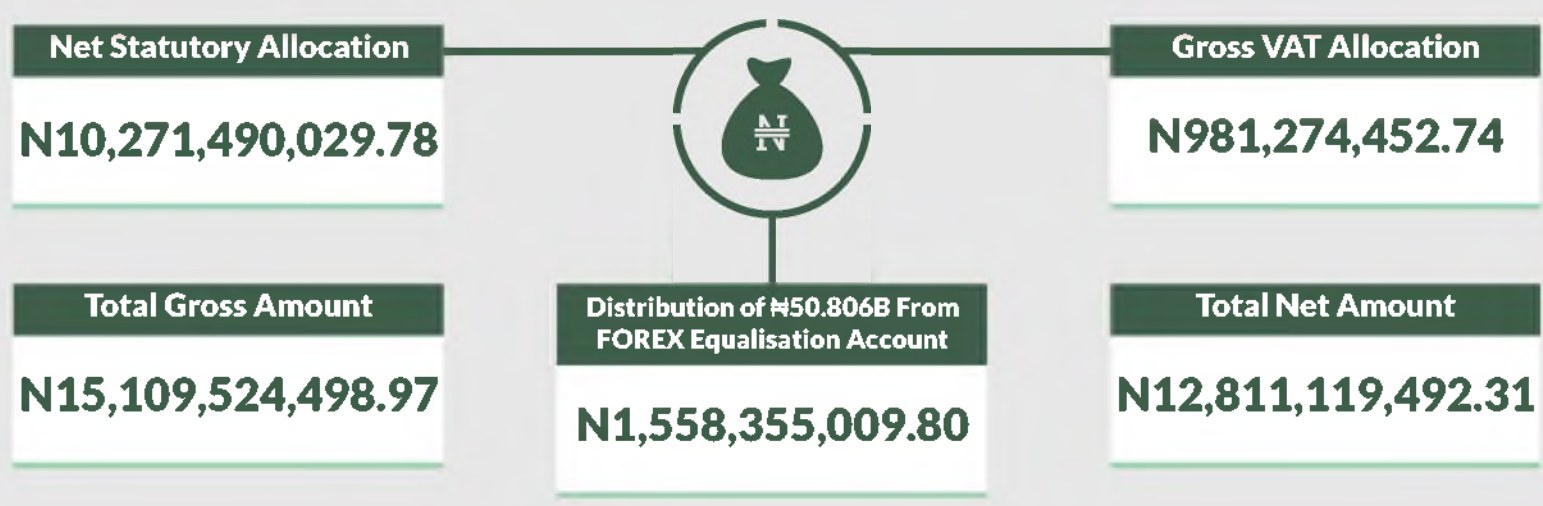 Net Statutory Allocation
N10,271,490,029.78
₦
Gross VAT Allocation
N981,274,452.74
Total Gross Amount
N15,109,524,498.97
Distribution of ₦50.806B From
FOREX Equalisation Account
N1,558,355,009.80
Total Net Amount
N12,811,119,492.31